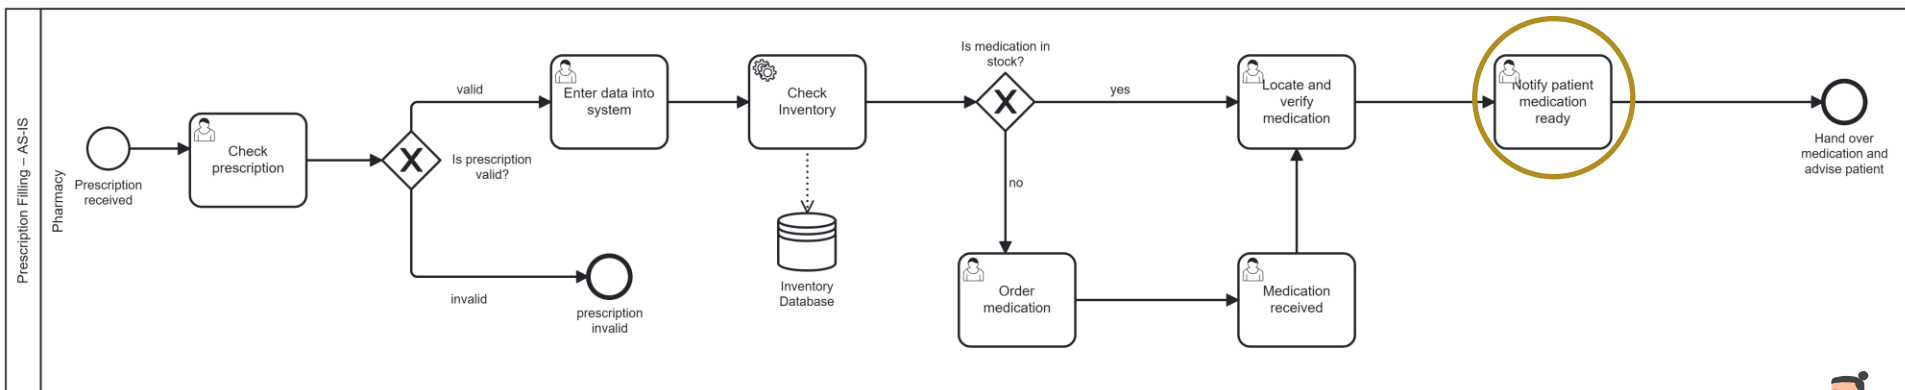 Prescription Filling – AS-IS
Pharmacy
Prescription
received
Check
prescription
Is prescription
valid?
valid
invalid
prescription
invalid
Enter data into
system
Check
Inventory
Inventory
Database
Is medication in
stock?
yes
no
Order
medication
Medication
received
Locate and
verify
medication
Notify patient
medication
ready
Hand over
medication and
advise patient